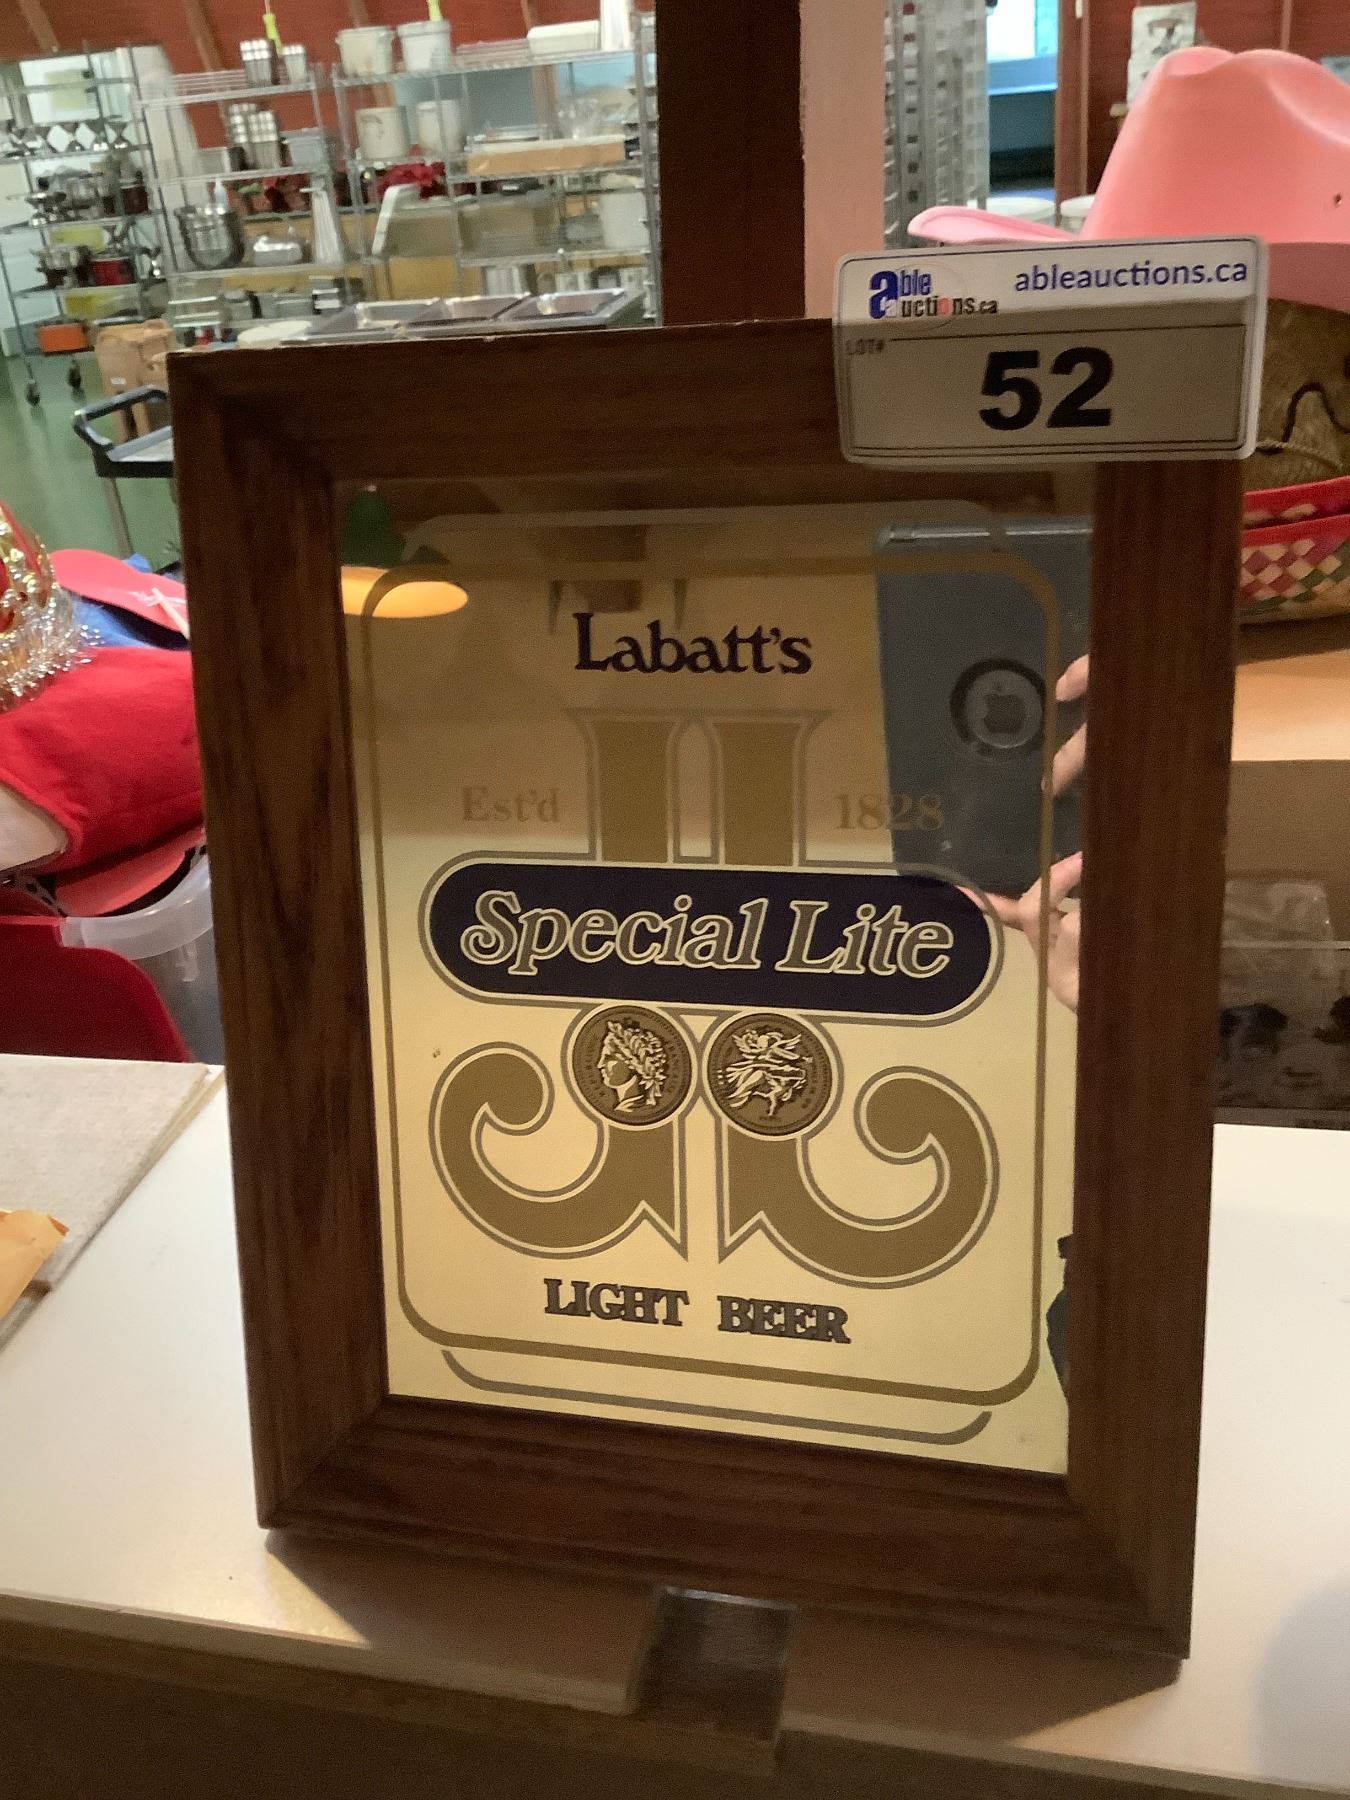 able auctions.ca
ableauctions.ca
LOT#
52
Labatt's
Est'd 1828
Special Lite
LIGHT BEER